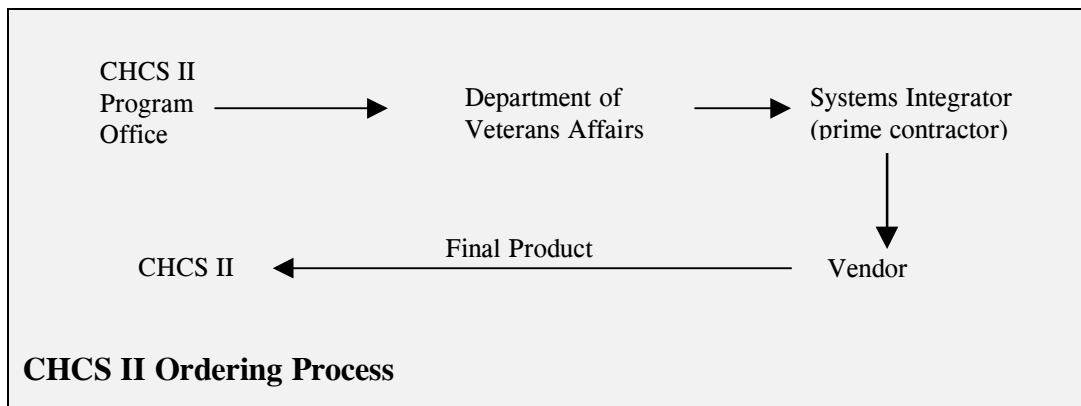 CHCS II
Program
Office
Department of
Veterans Affairs
Systems Integrator
(prime contractor)
Final Product
CHCS II
Vendor
CHCS II Ordering Process